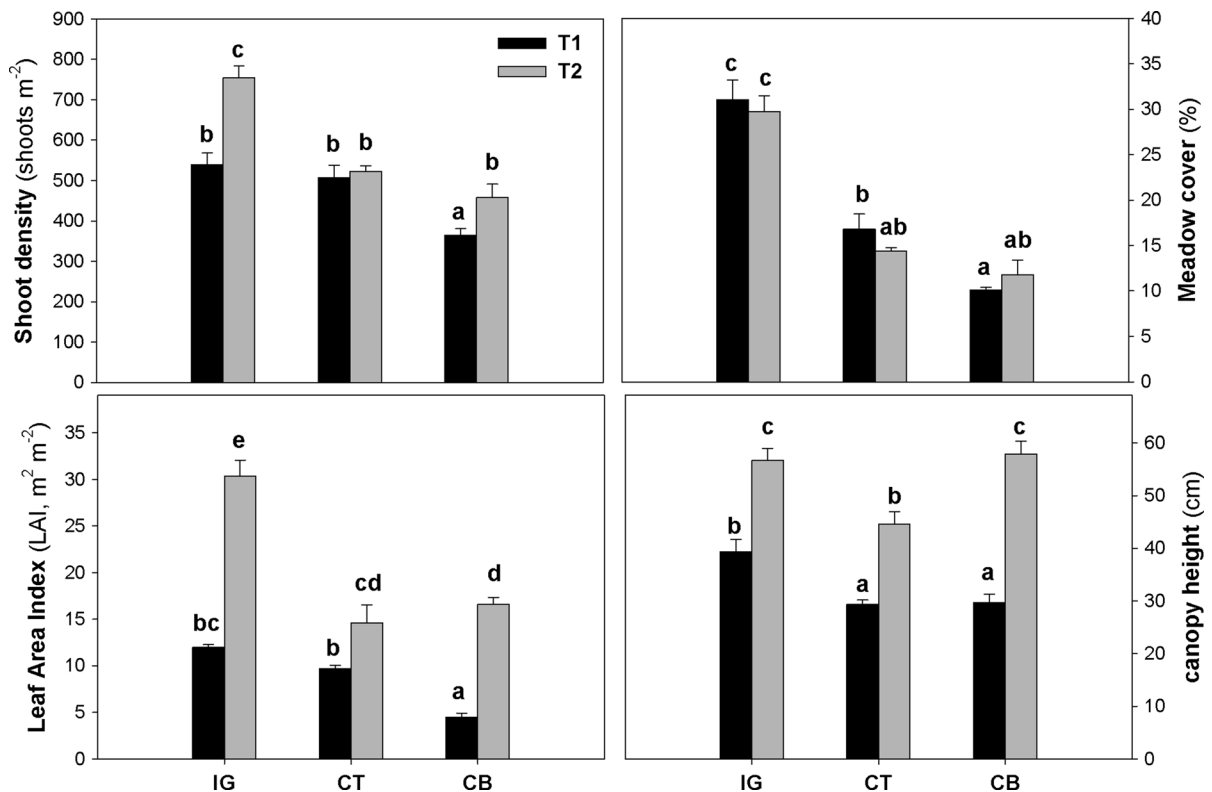 900
800
700
600
500
400
300
200
100
0
Shoot density (shoots m-2)
T1
T2
b
c
b
b
a
b
40
35
30
25
20
15
10
5
0
Meadow cover (%)
c
c
b
ab
a
ab
35
30
25
20
15
10
5
0
Leaf Area Index (LAI, m2 m-2)
bc
e
b
cd
a
d
IG
CT
CB
60
50
40
30
20
10
0
canopy height (cm)
b
c
a
b
a
c
IG
CT
CB